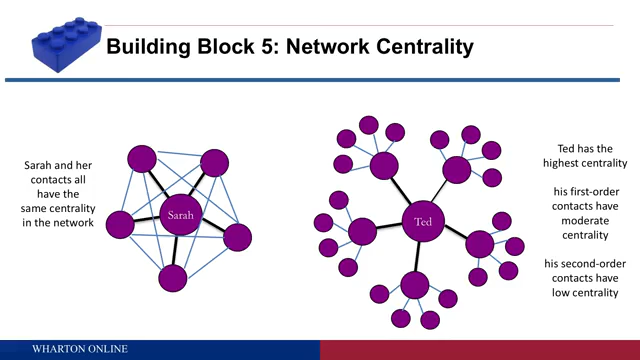 Building Block 5: Network Centrality
Sarah and her
contacts all
have the
same centrality
in the network
Sarah
Ted
Ted has the
highest centrality
his first-order
contacts have
moderate
centrality
his second-order
contacts have
low centrality
WHARTON ONLINE